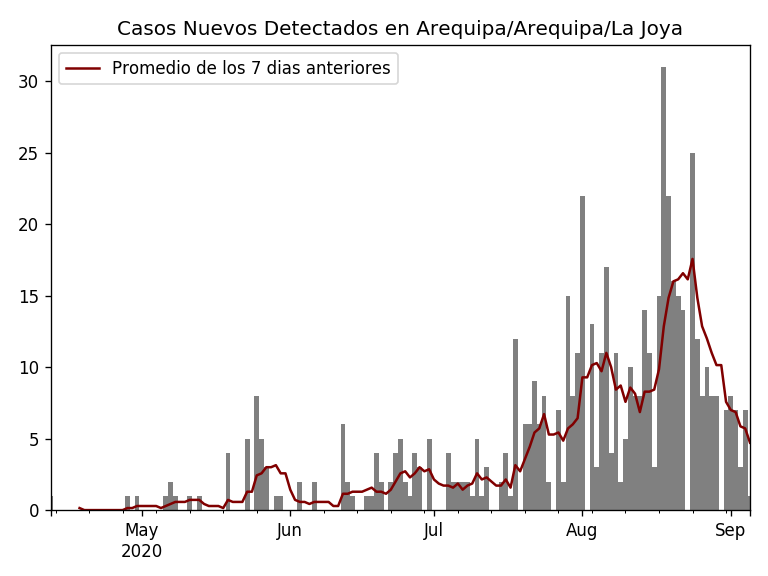 Casos Nuevos Detectados en Arequipa/Arequipa/La Joya
Promedio de los 7 dias anteriores
30
25
20
15
10
5
0
May Jun Jul Aug Sep
2020